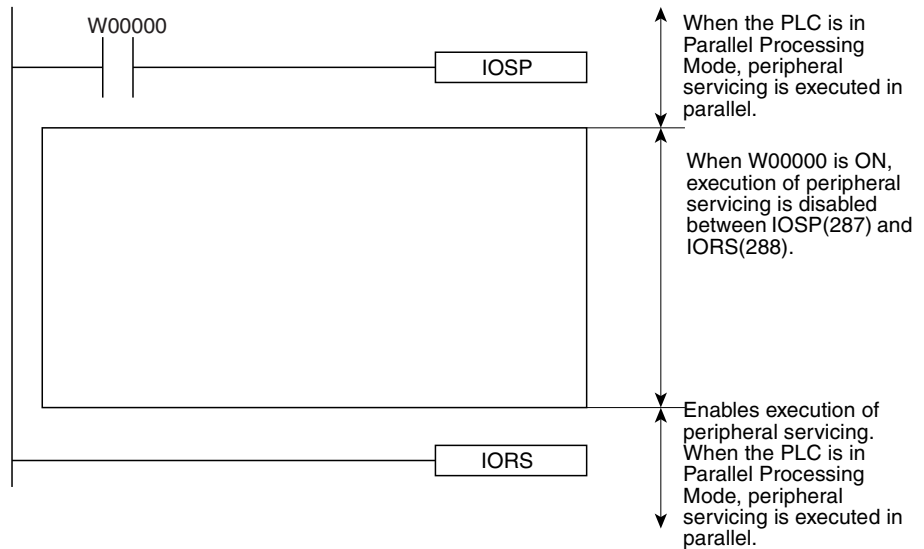 W00000
IOSP
When the PLC is in
Parallel Processing
Mode, peripheral
servicing is executed in
parallel.
When W00000 is ON,
execution of peripheral
servicing is disabled
between IOSP(287) and
IORS(288).
IORS
Enables execution of
peripheral servicing.
When the PLC is in
Parallel Processing
Mode, peripheral
servicing is executed in
parallel.